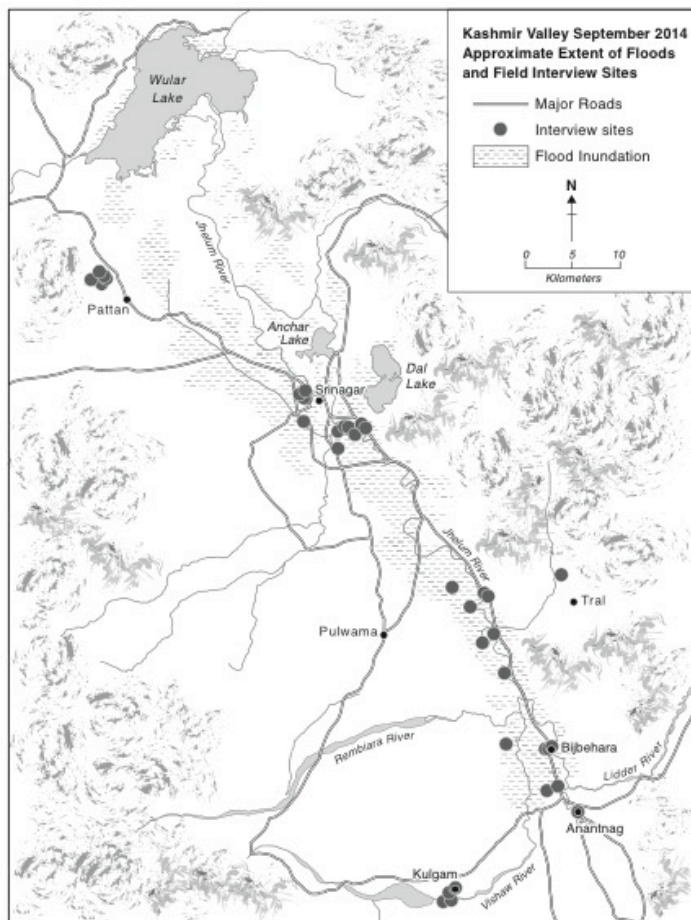 Kashmir Valley September 2014
Approximate Extent of Floods
and Field Interview Sites
Major Roads
Interview sites
Flood Inundation
N
0 5 10
Kilometers
Wular
Lake
Jhelum River
Pattan
Anchar
Lake
Dal
Lake
Srinagar
Jhelum River
Tral
Pulwama
Rembiara River
Bijbehara
Lidder River
Anantnag
Kulgam
Vishaw River